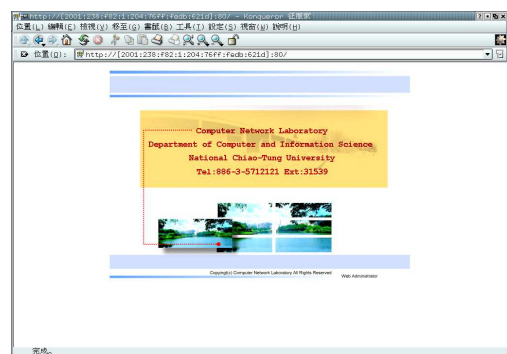 http://[2001:238:f82:1:204:76ff:fedb:621d]:80/ - Konqueror 征服家
位置(L) 編輯(E) 檢視(V) 移至(G) 書籤(B) 工具(T) 設定(S) 視窗(W) 說明(H)
位置(O): http://[2001:238:f82:1:204:76ff:fedb:621d]:80/
Computer Network Laboratory
Department of Computer and Information Science
National Chiao-Tung University
Tel:886-3-5712121 Ext:31539
Copyright(c) Computer Network Laboratory All Rights Reserved
Web Administrator
完成。